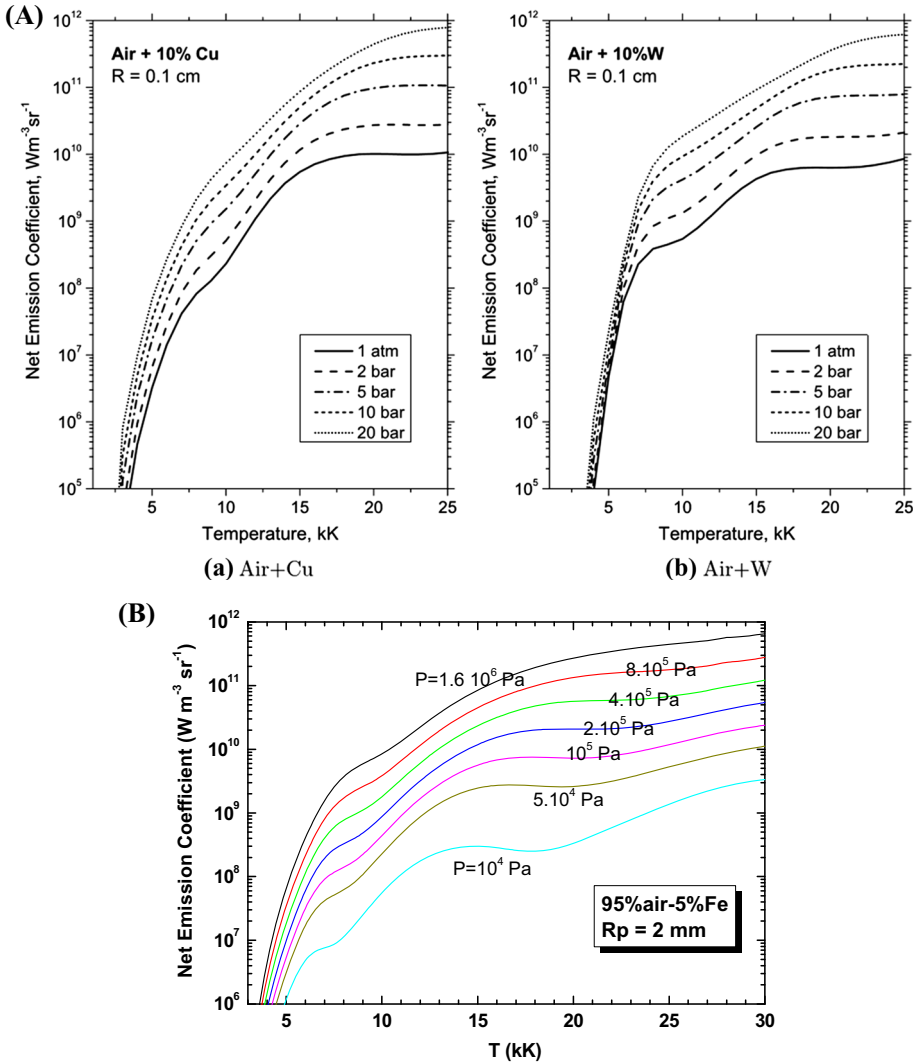 (A)
Net Emission Coefficient, Wm⁻³sr⁻¹
10¹²
10¹¹
10¹⁰
10⁹
10⁸
10⁷
10⁶
10⁵
Air + 10% Cu
R = 0.1 cm
1 atm
2 bar
5 bar
10 bar
20 bar
5 10 15 20 25
Temperature, kK
(a) Air+Cu
Net Emission Coefficient, Wm⁻³sr⁻¹
10¹²
10¹¹
10¹⁰
10⁹
10⁸
10⁷
10⁶
10⁵
Air + 10%W
R = 0.1 cm
1 atm
2 bar
5 bar
10 bar
20 bar
5 10 15 20 25
Temperature, kK
(b) Air+W
(B)
Net Emission Coefficient (W m⁻³ sr⁻¹)
10¹²
10¹¹
10¹⁰
10⁹
10⁸
10⁷
10⁶
P=1.6 10⁶ Pa
8.10⁵ Pa
4.10⁵ Pa
2.10⁵ Pa
10⁵ Pa
5.10⁴ Pa
P=10⁴ Pa
95%air-5%Fe
Rp = 2 mm
5 10 15 20 25 30
T (kK)